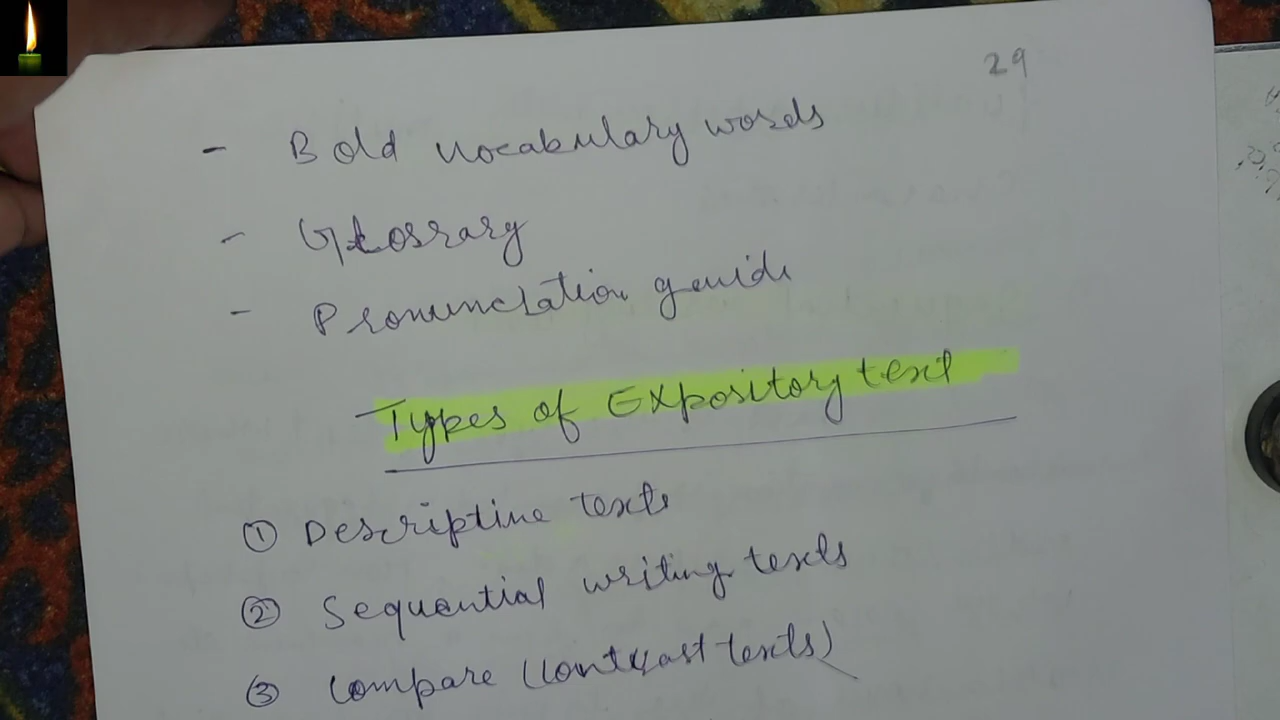 29
- Bold vocabulary words
- Glossary
- Pronunciation guide
Types of Expository text
① Descriptive texts
② Sequential writing texts
③ Compare (Contrast texts)